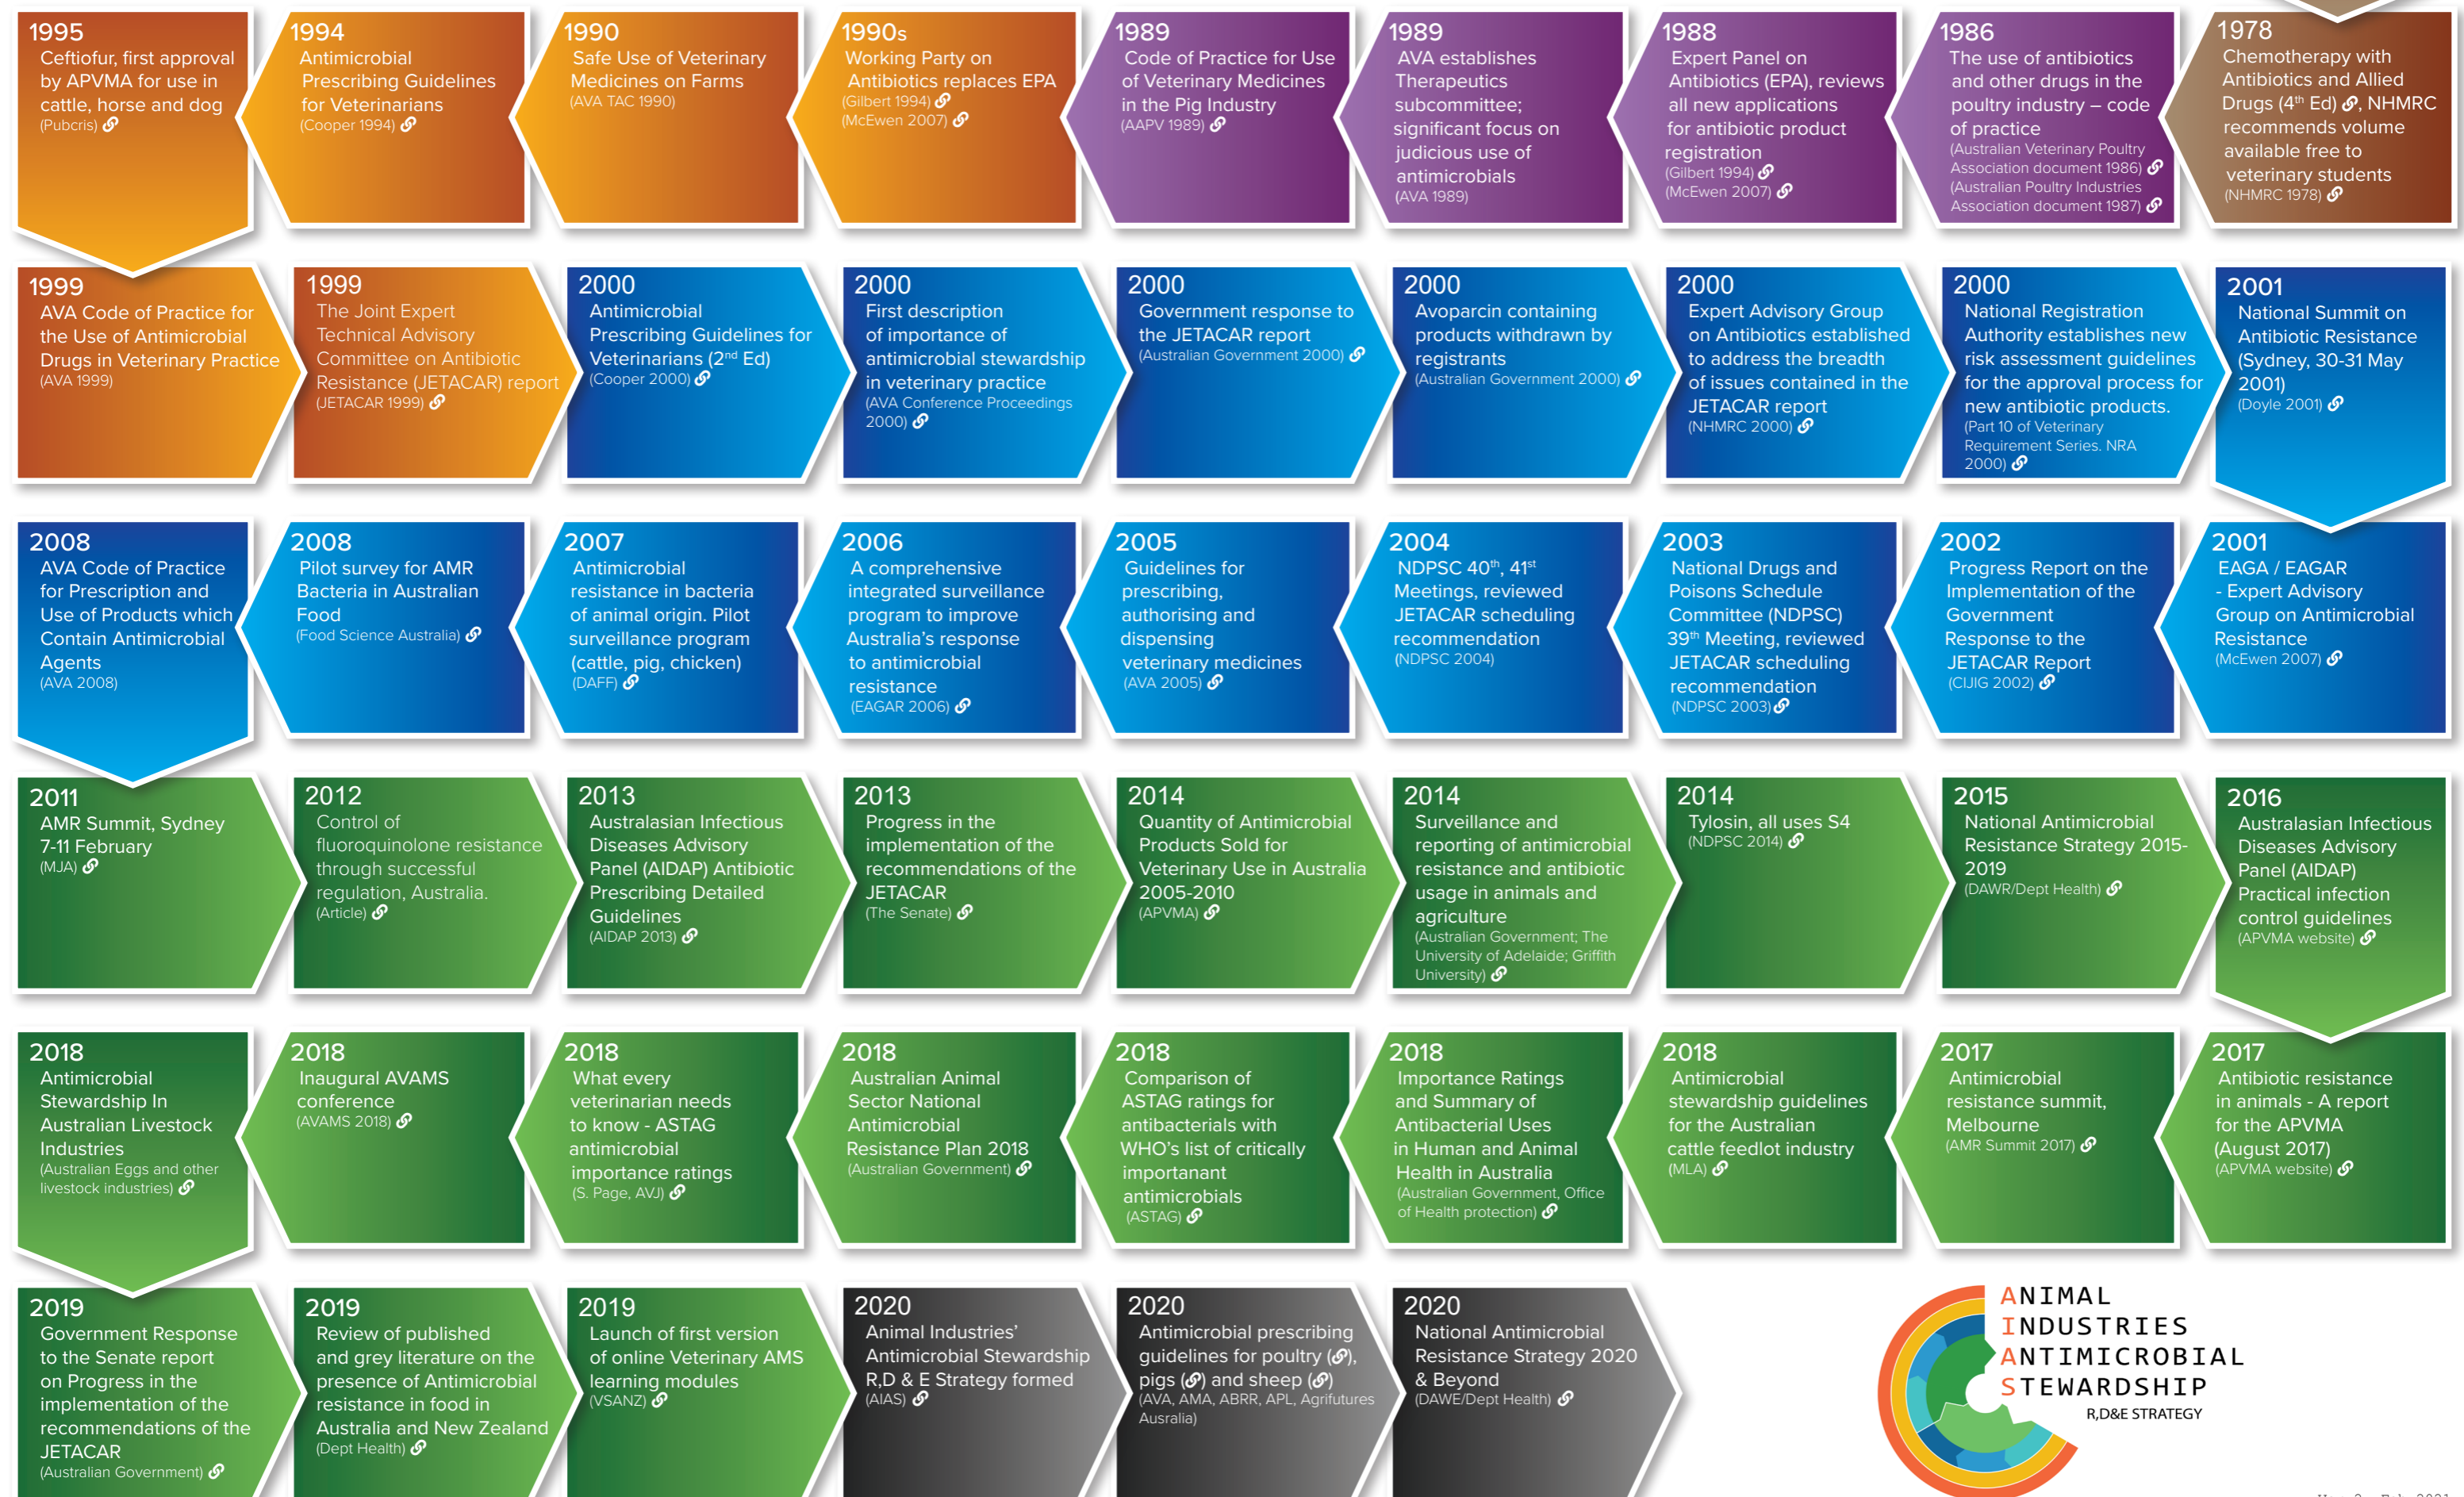 1995
Ceftiofur, first approval
by APVMA for use in
cattle, horse and dog
(Pubcris)
1994
Antimicrobial
Prescribing Guidelines
for Veterinarians
(Cooper 1994)
1990
Safe Use of Veterinary
Medicines on Farms
(AVA TAC 1990)
1990s
Working Party on
Antibiotics replaces EPA
(Gilbert 1994)
(McEwen 2007)
1989
Code of Practice for Use
of Veterinary Medicines
in the Pig Industry
(AAPV 1989)
1989
AVA establishes
Therapeutics
subcommittee;
significant focus on
judicious use of
antimicrobials
(AVA 1989)
1988
Expert Panel on
Antibiotics (EPA), reviews
all new applications
for antibiotic product
registration
(Gilbert 1994)
(McEwen 2007)
1986
The use of antibiotics
and other drugs in the
poultry industry – code
of practice
(Australian Veterinary Poultry
Association document 1986)
(Australian Poultry Industries
Association document 1987)
1978
Chemotherapy with
Antibiotics and Allied
Drugs (4th Ed) , NHMRC
recommends volume
available free to
veterinary students
(NHMRC 1978)
1999
AVA Code of Practice for
the Use of Antimicrobial
Drugs in Veterinary Practice
(AVA 1999)
1999
The Joint Expert
Technical Advisory
Committee on Antibiotic
Resistance (JETACAR) report
(JETACAR 1999)
2000
Antimicrobial
Prescribing Guidelines for
Veterinarians (2nd Ed)
(Cooper 2000)
2000
First description
of importance of
antimicrobial stewardship
in veterinary practice
(AVA Conference Proceedings
2000)
2000
Government response to
the JETACAR report
(Australian Government 2000)
2000
Avoparcin containing
products withdrawn by
registrants
(Australian Government 2000)
2000
Expert Advisory Group
on Antibiotics established
to address the breadth
of issues contained in the
JETACAR report
(NHMRC 2000)
2000
National Registration
Authority establishes new
risk assessment guidelines
for the approval process for
new antibiotic products.
(Part 10 of Veterinary
Requirement Series. NRA
2000)
2001
National Summit on
Antibiotic Resistance
(Sydney, 30-31 May
2001)
(Doyle 2001)
2008
AVA Code of Practice
for Prescription and
Use of Products which
Contain Antimicrobial
Agents
(AVA 2008)
2008
Pilot survey for AMR
Bacteria in Australian
Food
(Food Science Australia)
2007
Antimicrobial
resistance in bacteria
of animal origin. Pilot
surveillance program
(cattle, pig, chicken)
(DAFF)
2006
A comprehensive
integrated surveillance
program to improve
Australia's response
to antimicrobial
resistance
(EAGAR 2006)
2005
Guidelines for
prescribing,
authorising and
dispensing
veterinary medicines
(AVA 2005)
2004
NDPSC 40th, 41st
Meetings, reviewed
JETACAR scheduling
recommendation
(NDPSC 2004)
2003
National Drugs and
Poisons Schedule
Committee (NDPSC)
39th Meeting, reviewed
JETACAR scheduling
recommendation
(NDPSC 2003)
2002
Progress Report on the
Implementation of the
Government
Response to the
JETACAR Report
(CIJIG 2002)
2001
EAGA / EAGAR
- Expert Advisory
Group on Antimicrobial
Resistance
(McEwen 2007)
2011
AMR Summit, Sydney
7-11 February
(MJA)
2012
Control of
fluoroquinolone resistance
through successful
regulation, Australia.
(Article)
2013
Australasian Infectious
Diseases Advisory
Panel (AIDAP) Antibiotic
Prescribing Detailed
Guidelines
(AIDAP 2013)
2013
Progress in the
implementation of the
recommendations of the
JETACAR
(The Senate)
2014
Quantity of Antimicrobial
Products Sold for
Veterinary Use in Australia
2005-2010
(APVMA)
2014
Surveillance and
reporting of antimicrobial
resistance and antibiotic
usage in animals and
agriculture
(Australian Government; The
University of Adelaide; Griffith
University)
2014
Tylosin, all uses S4
(NDPSC 2014)
2015
National Antimicrobial
Resistance Strategy 2015-
2019
(DAWR/Dept Health)
2016
Australasian Infectious
Diseases Advisory
Panel (AIDAP)
Practical infection
control guidelines
(APVMA website)
2018
Antimicrobial
Stewardship In
Australian Livestock
Industries
(Australian Eggs and other
livestock industries)
2018
Inaugural AVAMS
conference
(AVAMS 2018)
2018
What every
veterinarian needs
to know - ASTAG
antimicrobial
importance ratings
(S. Page, AVJ)
2018
Australian Animal
Sector National
Antimicrobial
Resistance Plan 2018
(Australian Government)
2018
Comparison of
ASTAG ratings for
antibacterials with
WHO's list of critically
importanant
antimicrobials
(ASTAG)
2018
Importance Ratings
and Summary of
Antibacterial Uses
in Human and Animal
Health in Australia
(Australian Government, Office
of Health protection)
2018
Antimicrobial
stewardship guidelines
for the Australian
cattle feedlot industry
(MLA)
2017
Antimicrobial
resistance summit,
Melbourne
(AMR Summit 2017)
2017
Antibiotic resistance
in animals - A report
for the APVMA
(August 2017)
(APVMA website)
2019
Government Response
to the Senate report
on Progress in the
implementation of the
recommendations of the
JETACAR
(Australian Government)
2019
Review of published
and grey literature on the
presence of Antimicrobial
resistance in food in
Australia and New Zealand
(Dept Health)
2019
Launch of first version
of online Veterinary AMS
learning modules
(VSANZ)
2020
Animal Industries'
Antimicrobial Stewardship
R,D & E Strategy formed
(AIAS)
2020
Antimicrobial prescribing
guidelines for poultry ( ),
pigs ( ) and sheep ( )
(AVA, AMA, ABRR, APL, Agrifutures
Ausralia)
2020
National Antimicrobial
Resistance Strategy 2020
& Beyond
(DAWE/Dept Health)
ANIMAL
INDUSTRIES
ANTIMICROBIAL
STEWARDSHIP
R,D&E STRATEGY